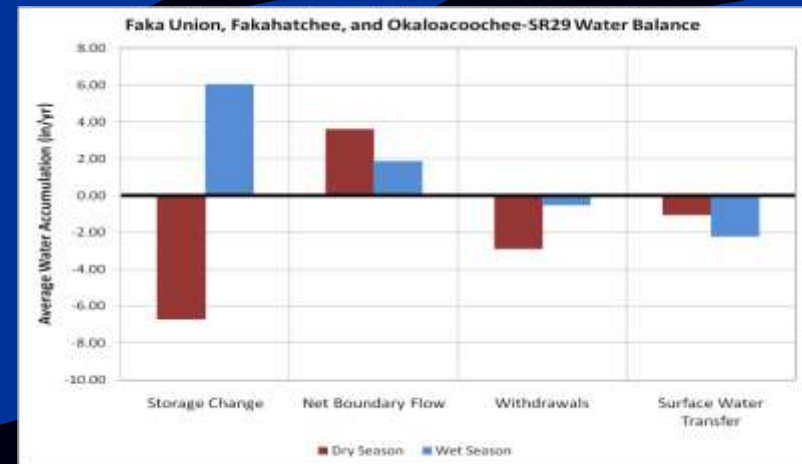 Faka Union, Fakahatchee, and Okaloacoochee-SR29 Water Balance
Average Water Accumulation (in/yr)
8.00
6.00
4.00
2.00
0.00
-2.00
-4.00
-6.00
-8.00
-10.00
Storage Change Net Boundary Flow Withdrawals Surface Water
Transfer
Dry Season Wet Season